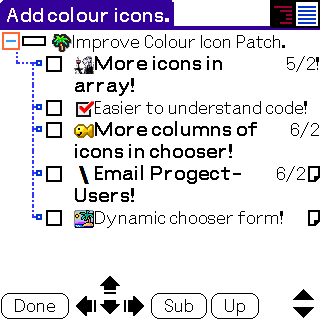 Add colour icons.
Improve Colour Icon Patch.
More icons in 5/2!
array!
Easier to understand code!
More columns of 6/2
icons in chooser!
Email Progect- 6/2
Users!
Dynamic chooser form!
Done Sub Up